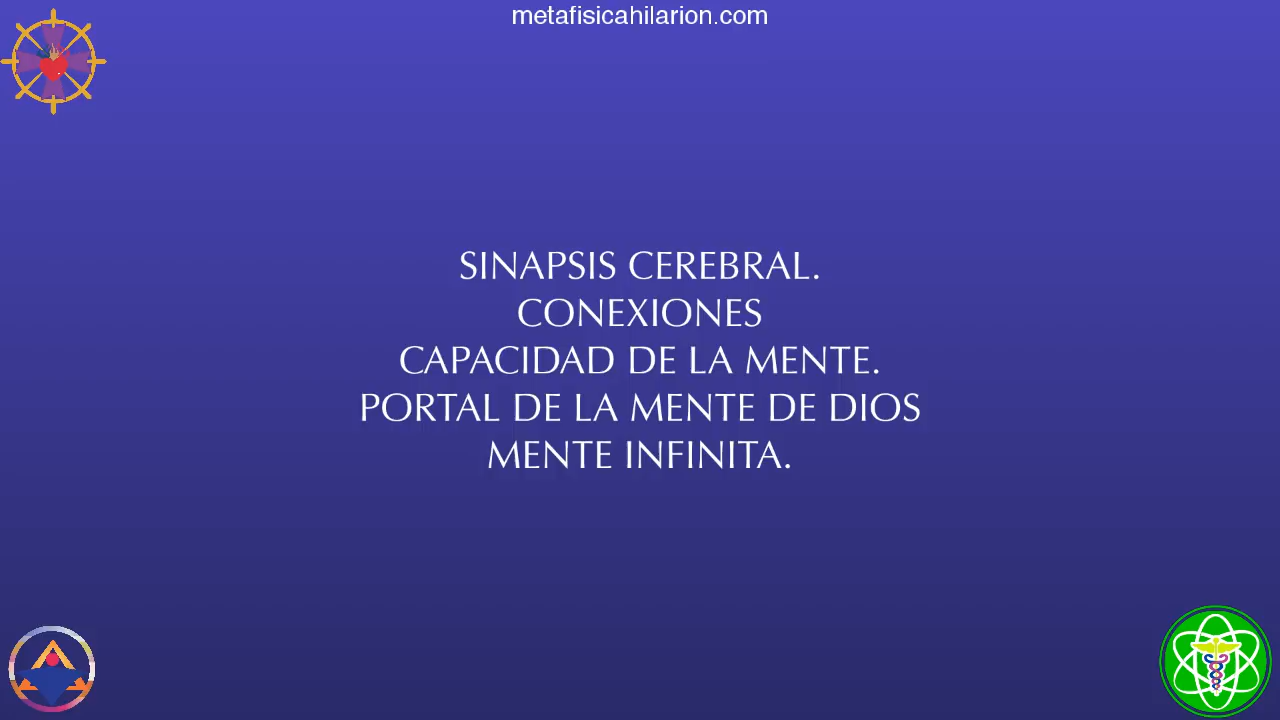 metafisicahilarion.com
SINAPSIS CEREBRAL.
CONEXIONES
CAPACIDAD DE LA MENTE.
PORTAL DE LA MENTE DE DIOS
MENTE INFINITA.